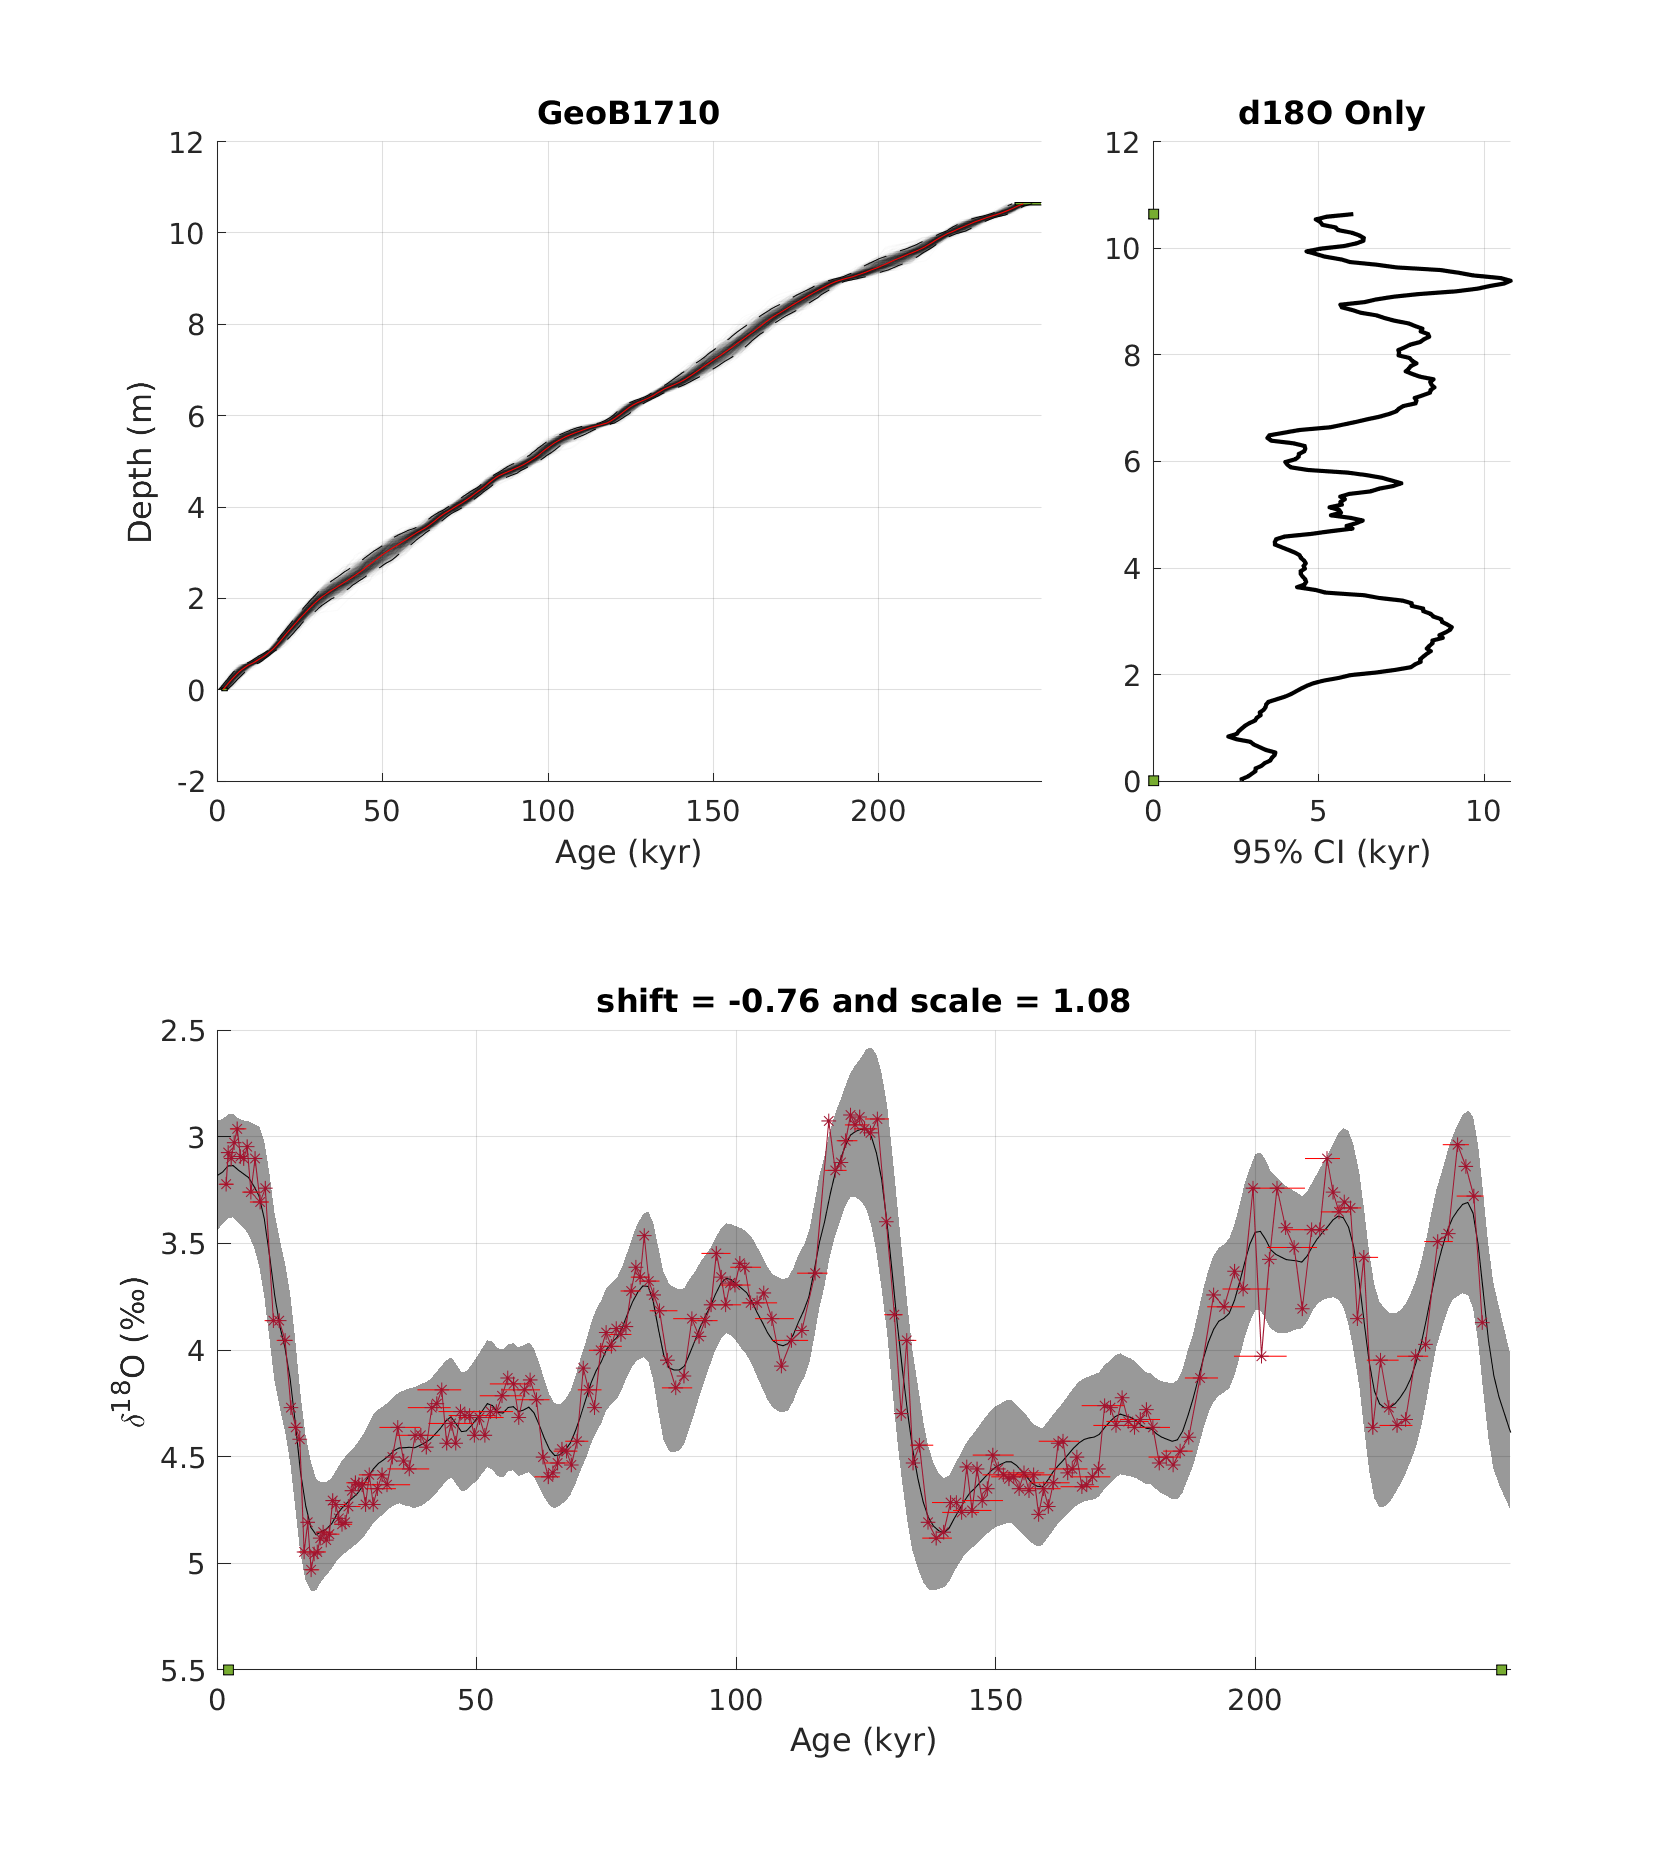 GeoB1710
12
10
8
6
4
2
0
-2
Depth (m)
0 50 100 150 200
Age (kyr)
d18O Only
12
10
8
6
4
2
0
0 5 10
95% CI (kyr)
shift = -0.76 and scale = 1.08
2.5
3
3.5
4
4.5
5
5.5
δ18O (‰)
0 50 100 150 200
Age (kyr)